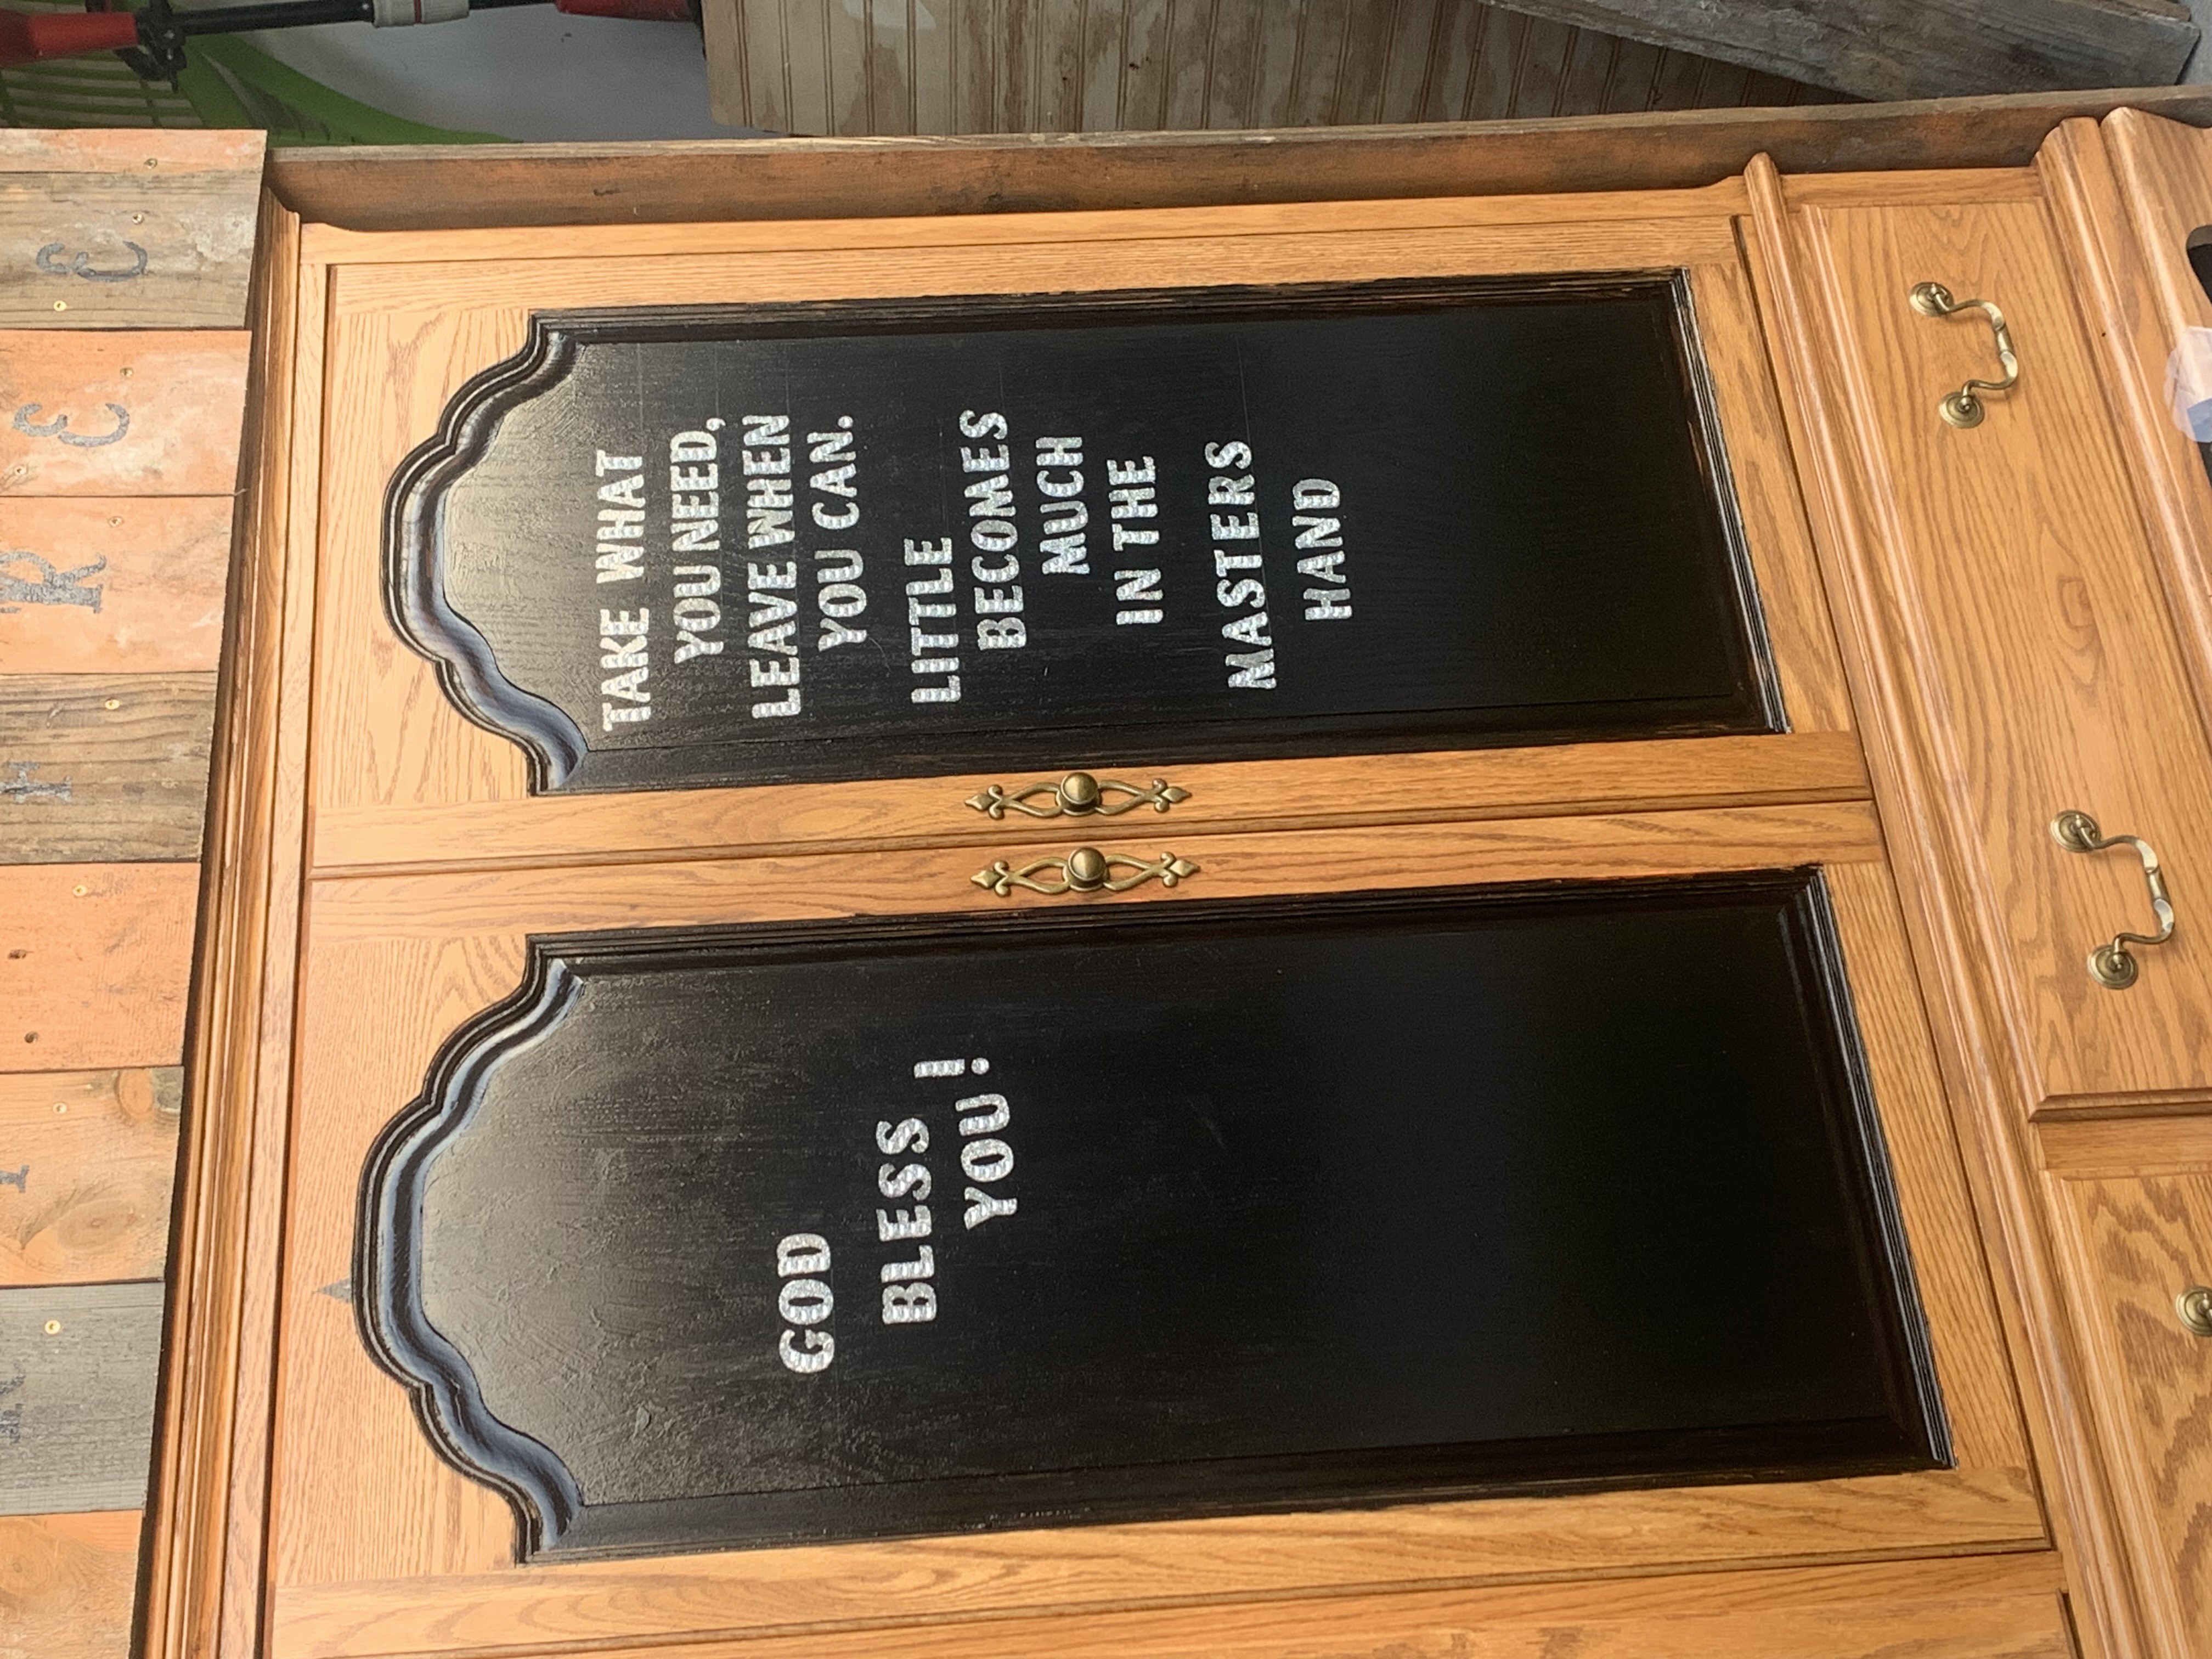 GOD
BLESS
YOU!
TAKE WHAT
YOU NEED,
LEAVE WHEN
YOU CAN.
LITTLE
BECOMES
MUCH
IN THE
MASTERS
HAND